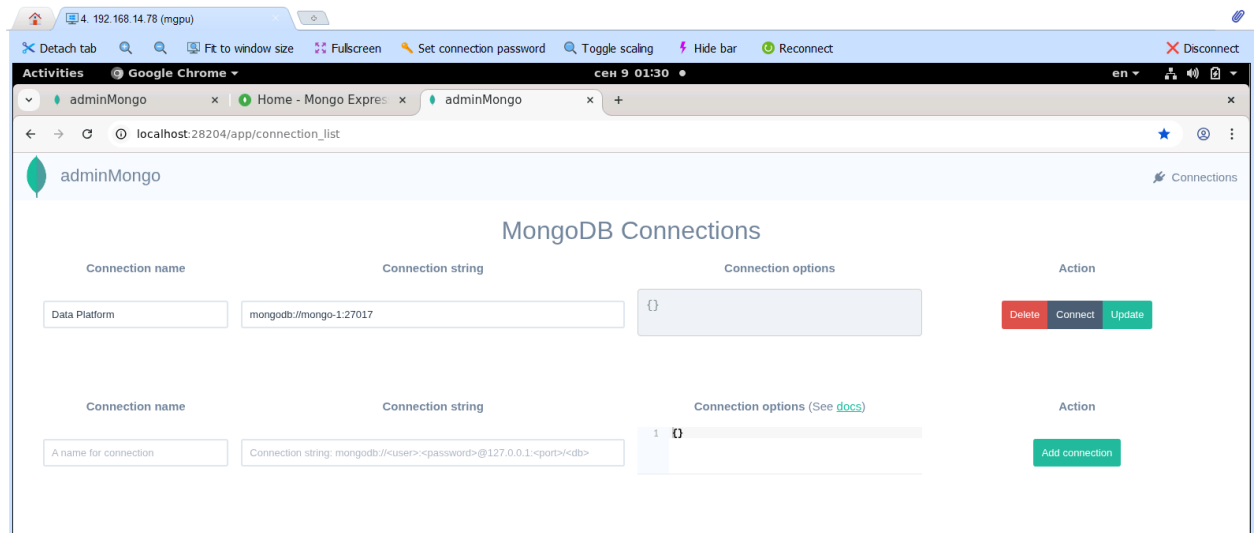 4. 192.168.14.78 (mgpu)
Detach tab Fit to window size Fullscreen Set connection password Toggle scaling Hide bar Reconnect Disconnect
Activities Google Chrome сен 9 01:30 en
adminMongo Home - Mongo Expres adminMongo
localhost:28204/app/connection_list
adminMongo Connections
MongoDB Connections
Connection name Connection string Connection options Action
Data Platform mongodb://mongo-1:27017 {} Delete Connect Update
Connection name Connection string Connection options (See docs) Action
1 {}
A name for connection Connection string: mongodb://<user>:<password>@127.0.0.1:<port>/<db> Add connection